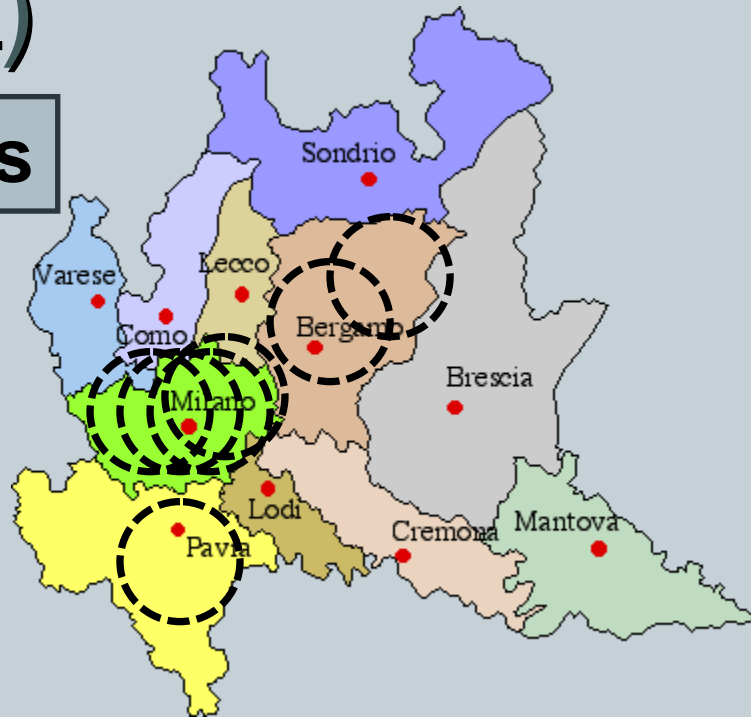 )
s
Sondrio
Varese
Lecco
Como
Bergamo
Milano
Brescia
Lodi
Pavia
Cremona
Mantova